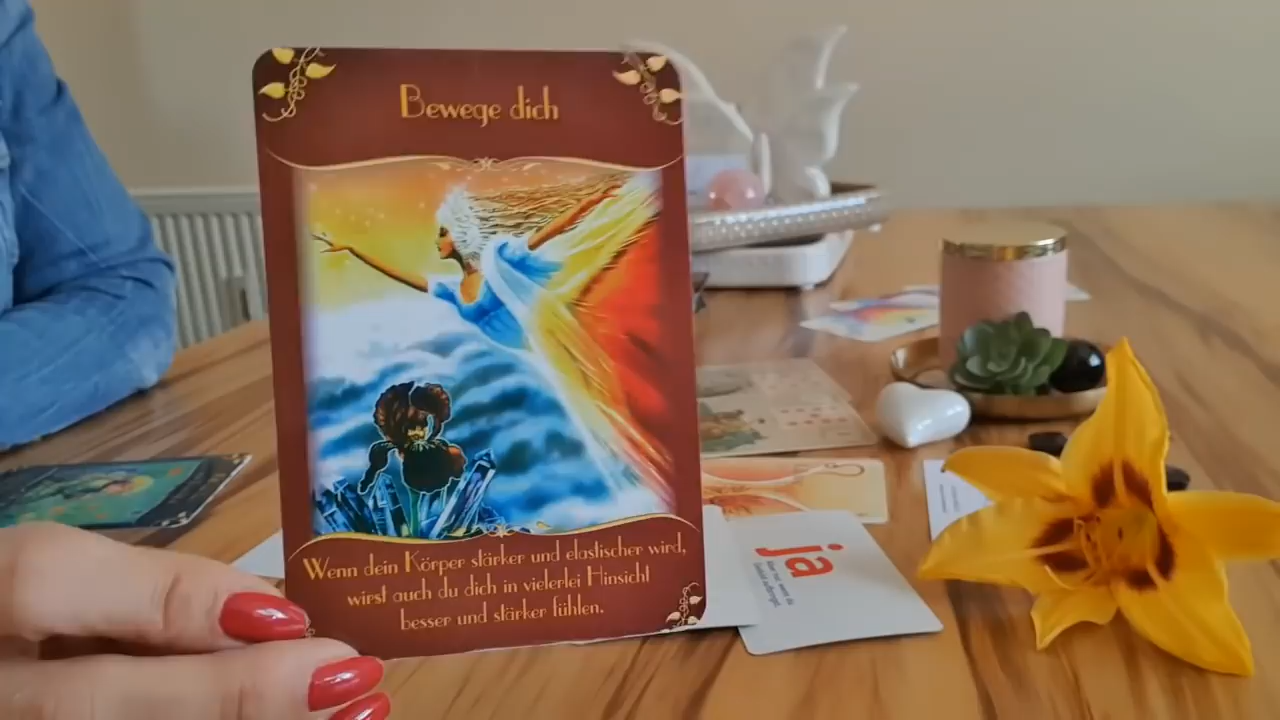 Bewege dich
Wenn dein Körper stärker und elastischer wird,
wirst auch du dich in vielerlei Hinsicht
besser und stärker fühlen.
ja